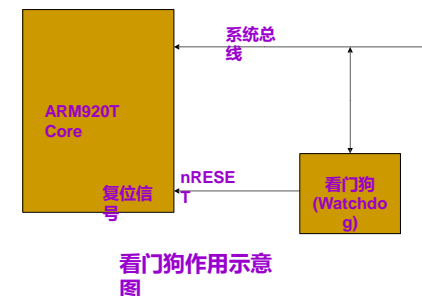 系统总
线
ARM920T
Core
nRESE
T
复位信
号
看门狗
(Watchdo
g)
看门狗作用示意
图